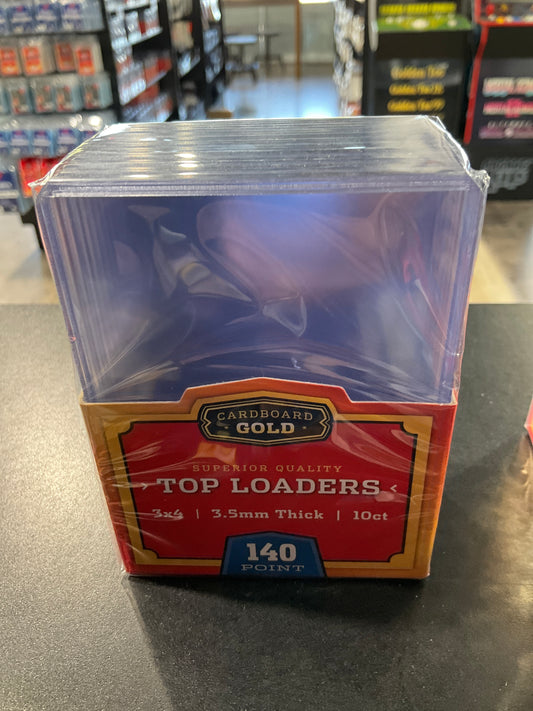 CARDBOARD
GOLD
SUPERIOR QUALITY
TOP LOADERS
3x4 | 3.5mm Thick | 10ct
140
POINT